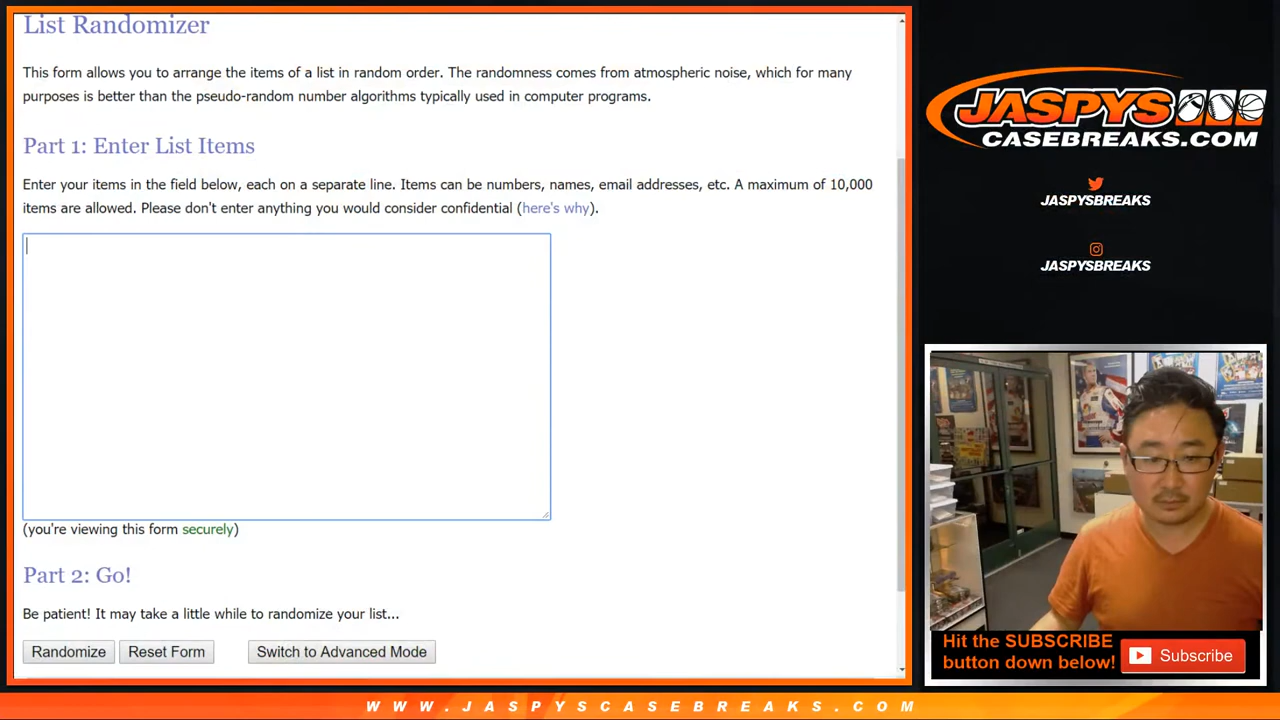 List Randomizer
This form allows you to arrange the items of a list in random order. The randomness comes from atmospheric noise, which for many
purposes is better than the pseudo-random number algorithms typically used in computer programs.
Part 1: Enter List Items
Enter your items in the field below, each on a separate line. Items can be numbers, names, email addresses, etc. A maximum of 10,000
items are allowed. Please don't enter anything you would consider confidential (here's why).
(you're viewing this form securely)
Part 2: Go!
Be patient! It may take a little while to randomize your list...
Randomize Reset Form Switch to Advanced Mode
JASPYS
CASEBREAKS.COM
JASPYSBREAKS
JASPYSBREAKS
Hit the SUBSCRIBE
button down below!
Subscribe
WWW.JASPYSCASEBREAKS.COM